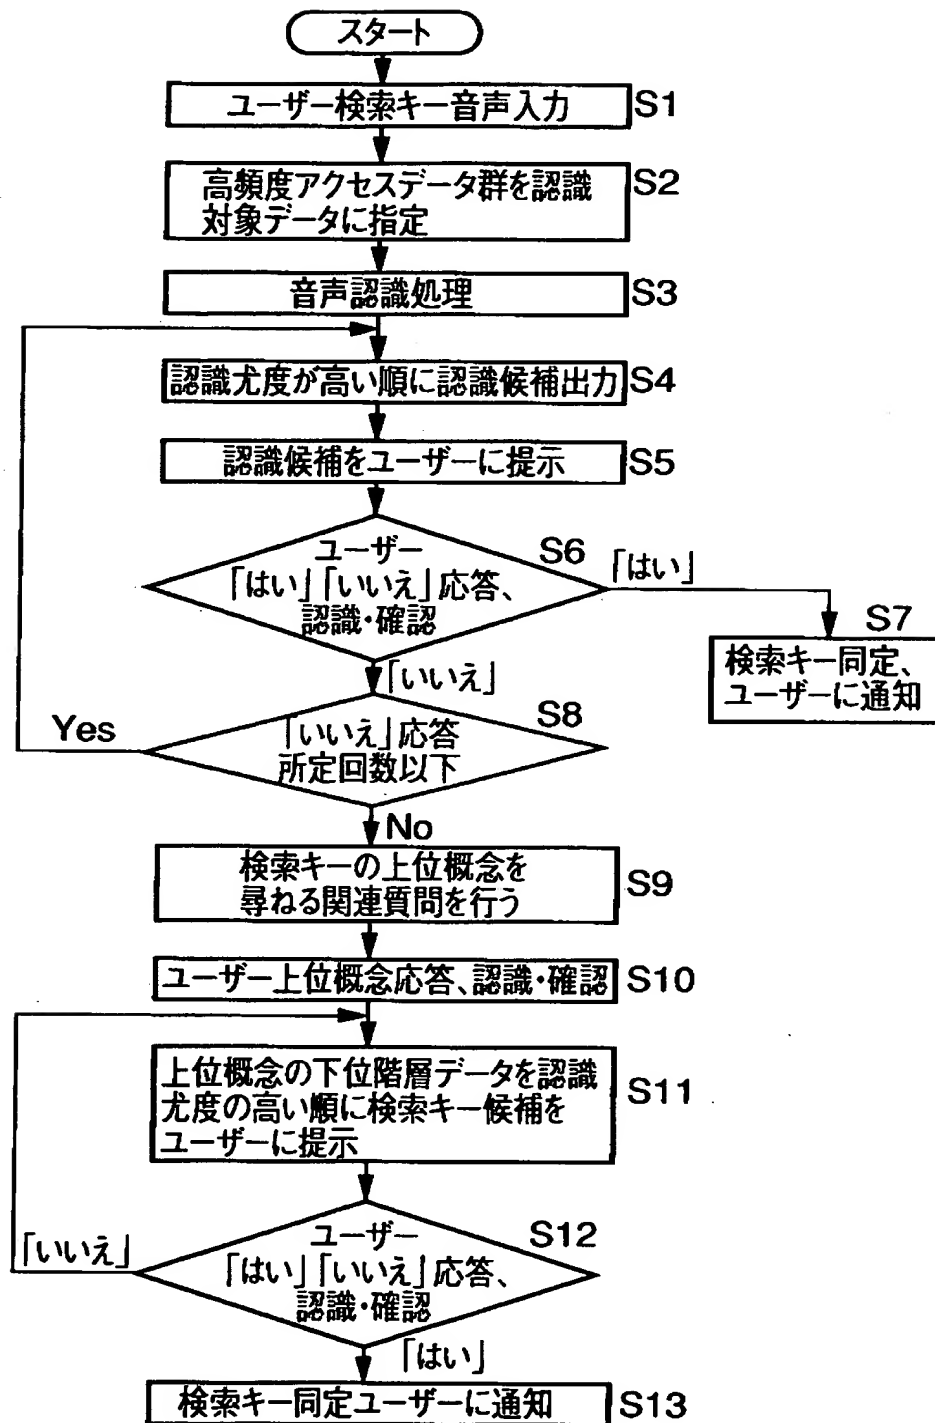 スタート
ユーザー検索キー音声入力 S1
高頻度アクセスデータ群を認識 S2
対象データに指定
音声認識処理 S3
認識尤度が高い順に認識候補出力 S4
認識候補をユーザーに提示 S5
ユーザー S6
「はい」「いいえ」応答、
認識・確認
「はい」
S7
検索キー同定、
ユーザーに通知
「いいえ」
S8
Yes
「いいえ」応答
所定回数以下
No
検索キーの上位概念を
尋ねる関連質問を行う
S9
ユーザー上位概念応答、認識・確認 S10
上位概念の下位階層データを認識
尤度の高い順に検索キー候補を S11
ユーザーに提示
ユーザー S12
「いいえ」
「はい」「いいえ」応答、
認識・確認
「はい」
検索キー同定ユーザーに通知 S13